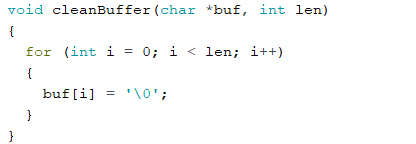 void cleanBuffer(char *buf, int len)
{
  for (int i = 0; i < len; i++)
  {
    buf[i] = '\0';
  }
}